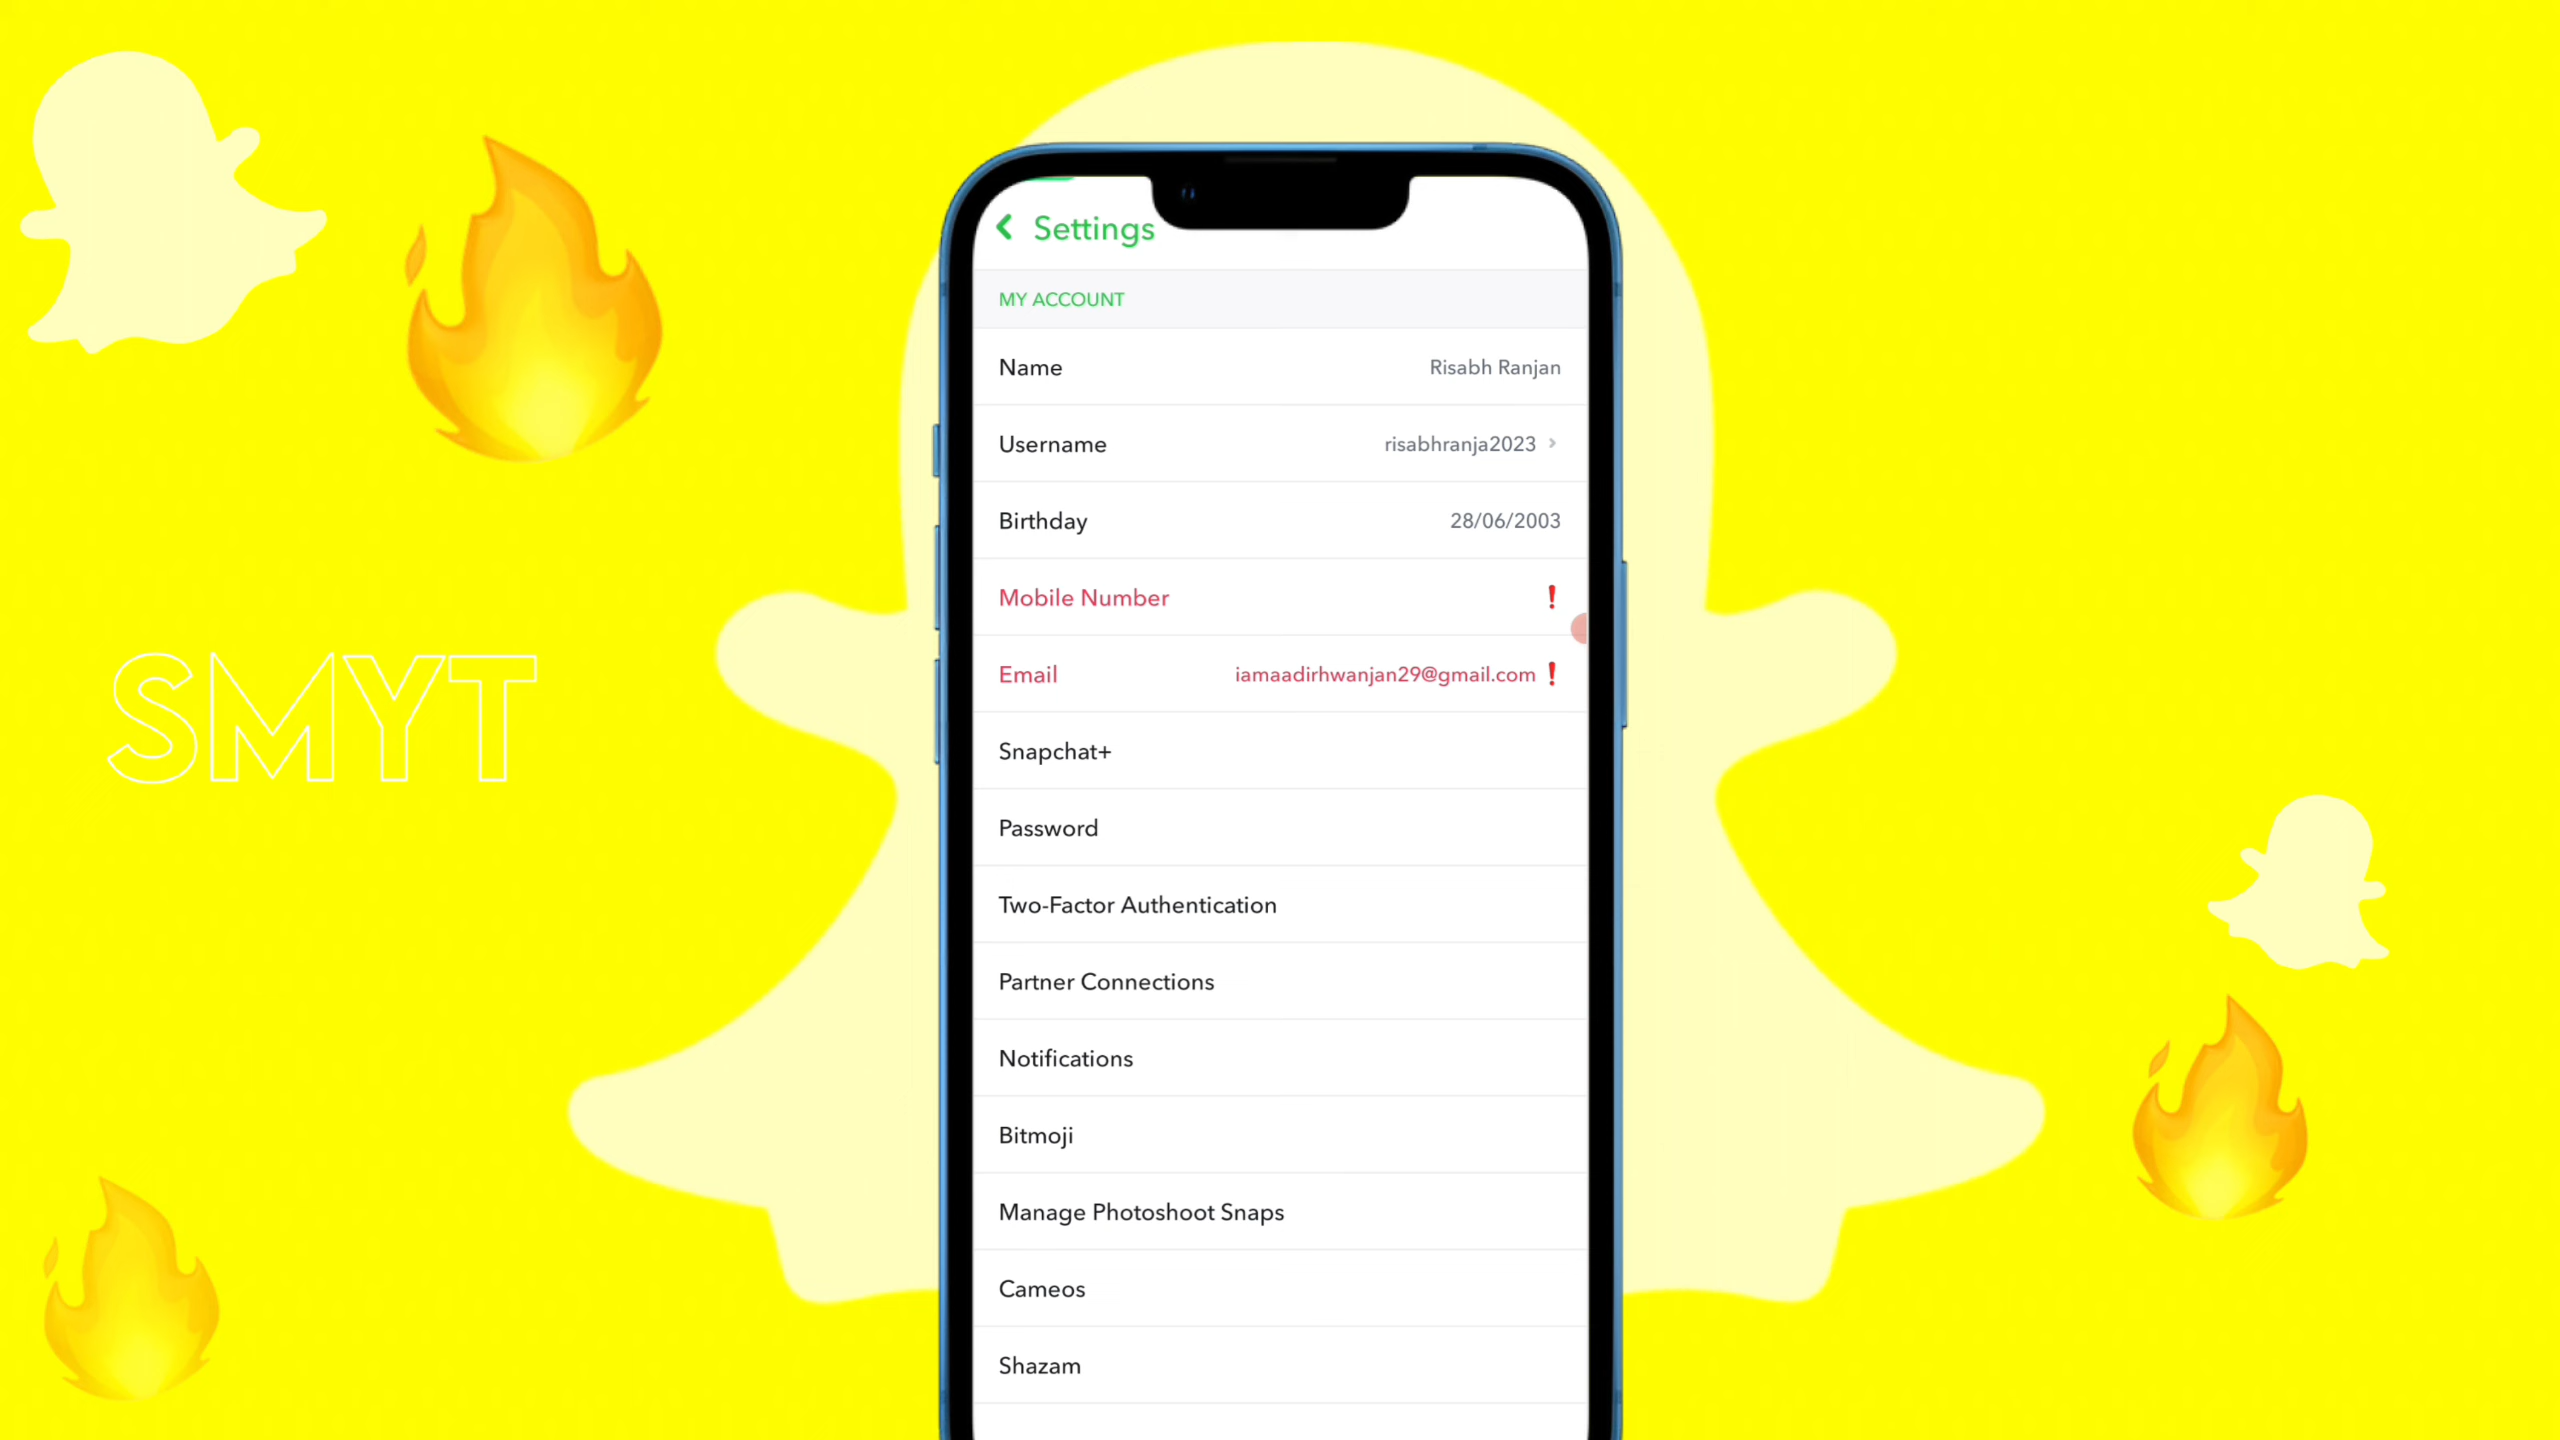 SMYT
Settings
MY ACCOUNT
Name Risabh Ranjan
Username risabhranja2023
Birthday 28/06/2003
Mobile Number
Email iamaadirhwanjan29@gmail.com
Snapchat+
Password
Two-Factor Authentication
Partner Connections
Notifications
Bitmoji
Manage Photoshoot Snaps
Cameos
Shazam